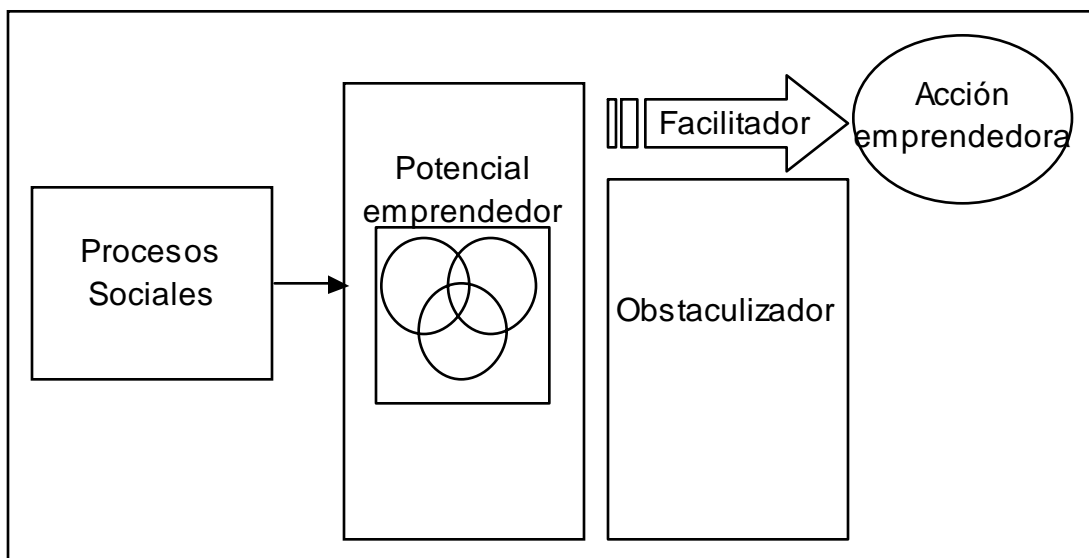 Procesos
Sociales
Potencial
emprendedor
Facilitador
Obstaculizador
Acción
emprendedora